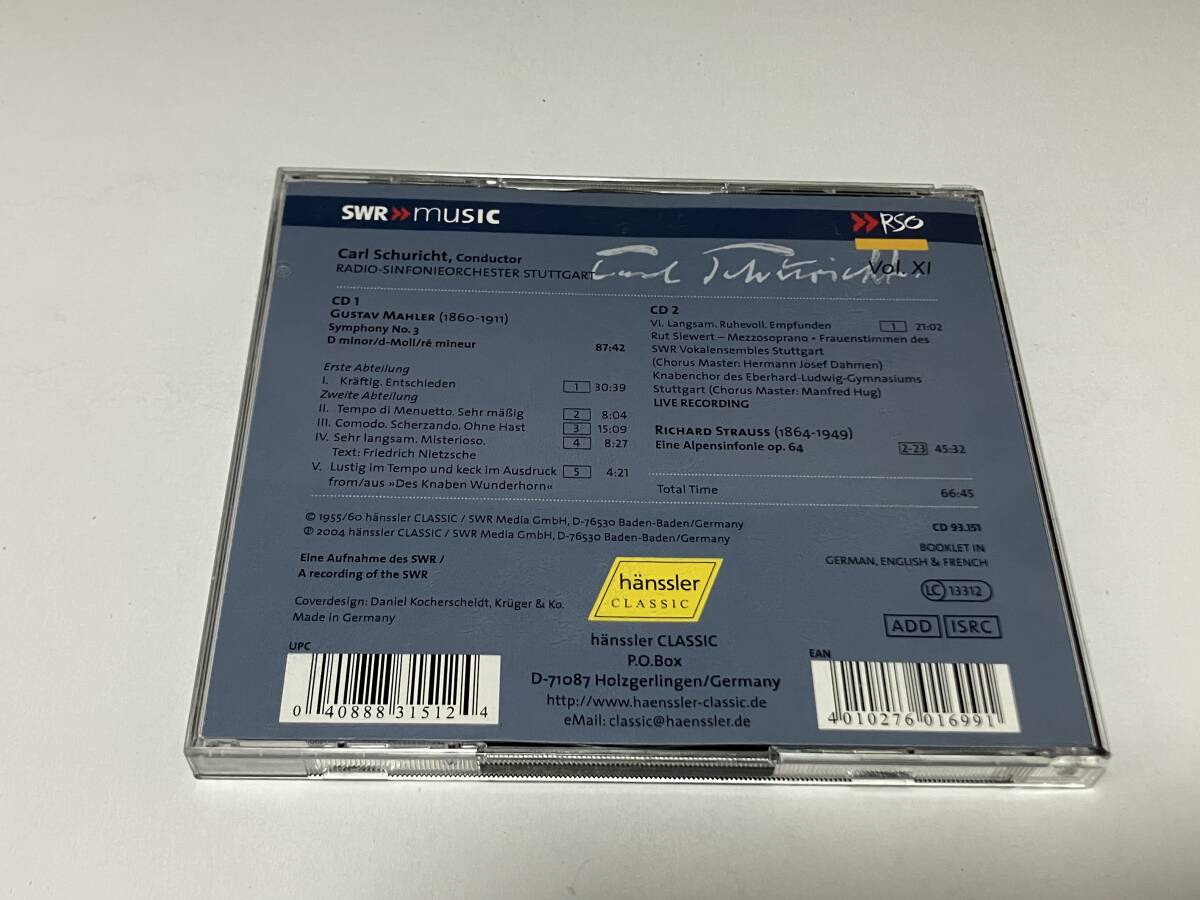 SWR>> music
>>RSO
Carl Schuricht, Conductor
RADIO-SINFONIEORCHESTER STUTTGART
Carl Schuricht
Vol. XI
CD 1
GUSTAV MAHLER (1860-1911)
Symphony No. 3
D minor/d-Moll/ré mineur 87:42
Erste Abteilung
I. Kräftig. Entschieden 1 30:39
Zweite Abteilung
II. Tempo di Menuetto. Sehr mäßig 2 8:04
III. Comodo. Scherzando. Ohne Hast 3 15:09
IV. Sehr langsam. Misterioso. 4 8:27
Text: Friedrich Nietzsche
V. Lustig im Tempo und keck im Ausdruck 5 4:21
from/aus »Des Knaben Wunderhorn«
CD 2
VI. Langsam. Ruhevoll. Empfunden 1 21:02
Rut Siewert – Mezzosoprano • Frauenstimmen des
SWR Vokalensembles Stuttgart
(Chorus Master: Hermann Josef Dahmen)
Knabenchor des Eberhard-Ludwig-Gymnasiums
Stuttgart (Chorus Master: Manfred Hug)
LIVE RECORDING
RICHARD STRAUSS (1864-1949)
Eine Alpensinfonie op. 64 2-23 45:32
Total Time 66:45
© 1955/60 hänssler CLASSIC / SWR Media GmbH, D-76530 Baden-Baden/Germany
℗ 2004 hänssler CLASSIC / SWR Media GmbH, D-76530 Baden-Baden/Germany
Eine Aufnahme des SWR /
A recording of the SWR
Coverdesign: Daniel Kocherscheidt, Krüger & Ko.
Made in Germany
CD 93.151
BOOKLET IN
GERMAN, ENGLISH & FRENCH
LC 13312
ADD ISRC
hänssler
CLASSIC
hänssler CLASSIC
P.O.Box
D-71087 Holzgerlingen/Germany
http://www.haenssler-classic.de
eMail: classic@haenssler.de
UPC
0 40888 31512 4
EAN
4 010276 016991